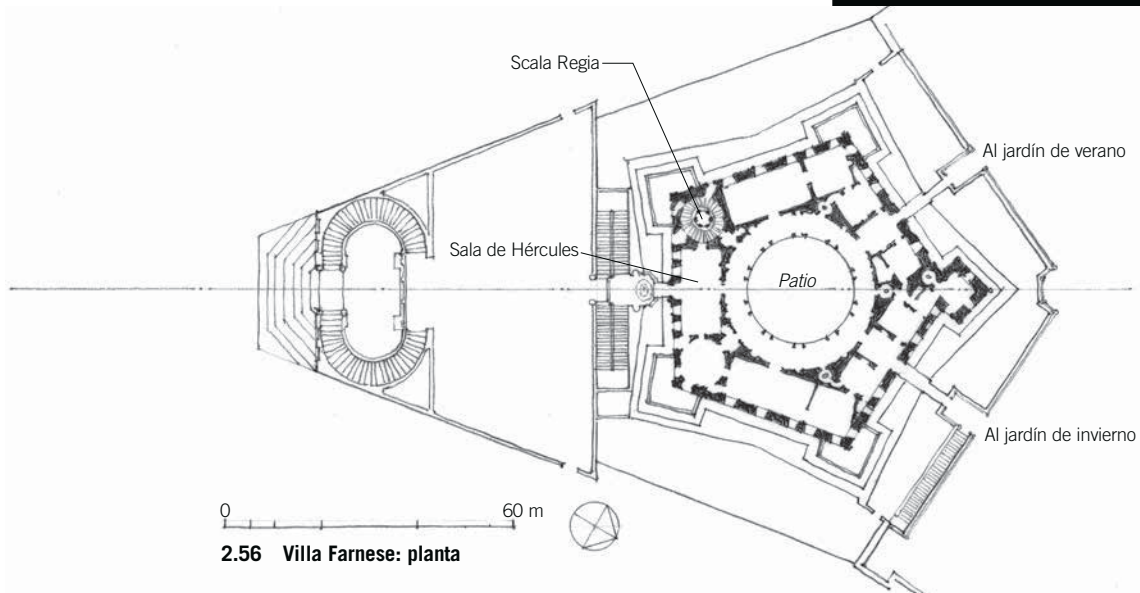 Scala Regia
Al jardín de verano
Sala de Hércules
Patio
Al jardín de invierno
0 60 m
2.56 Villa Farnese: planta